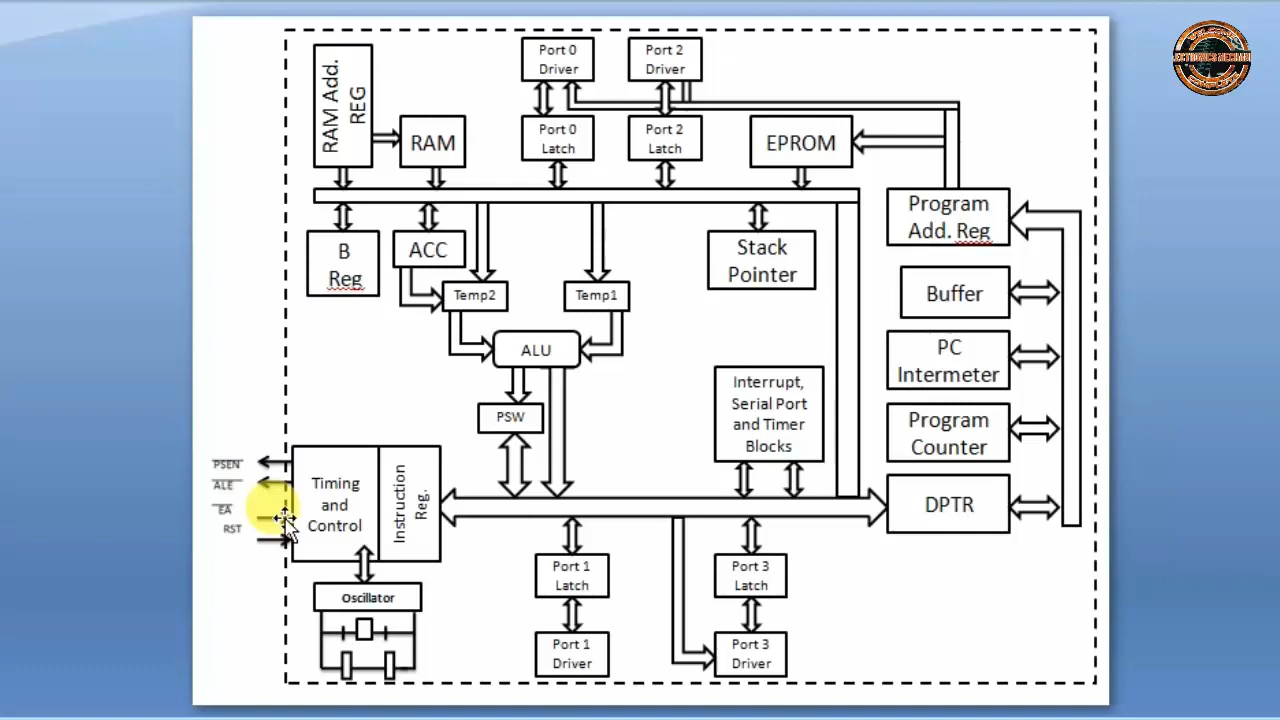 RAM Add.
REG
Port 0
Driver
Port 2
Driver
RAM
Port 0
Latch
Port 2
Latch
EPROM
Program
Add. Reg
B
Reg
ACC
Stack
Pointer
Temp2
Temp1
Buffer
ALU
PC
Intermeter
Interrupt,
Serial Port
and Timer
Blocks
PSW
Program
Counter
PSEN
ALE
EA
RST
Timing
and
Control
Instruction
Reg.
DPTR
Port 1
Latch
Port 3
Latch
Oscillator
Port 1
Driver
Port 3
Driver